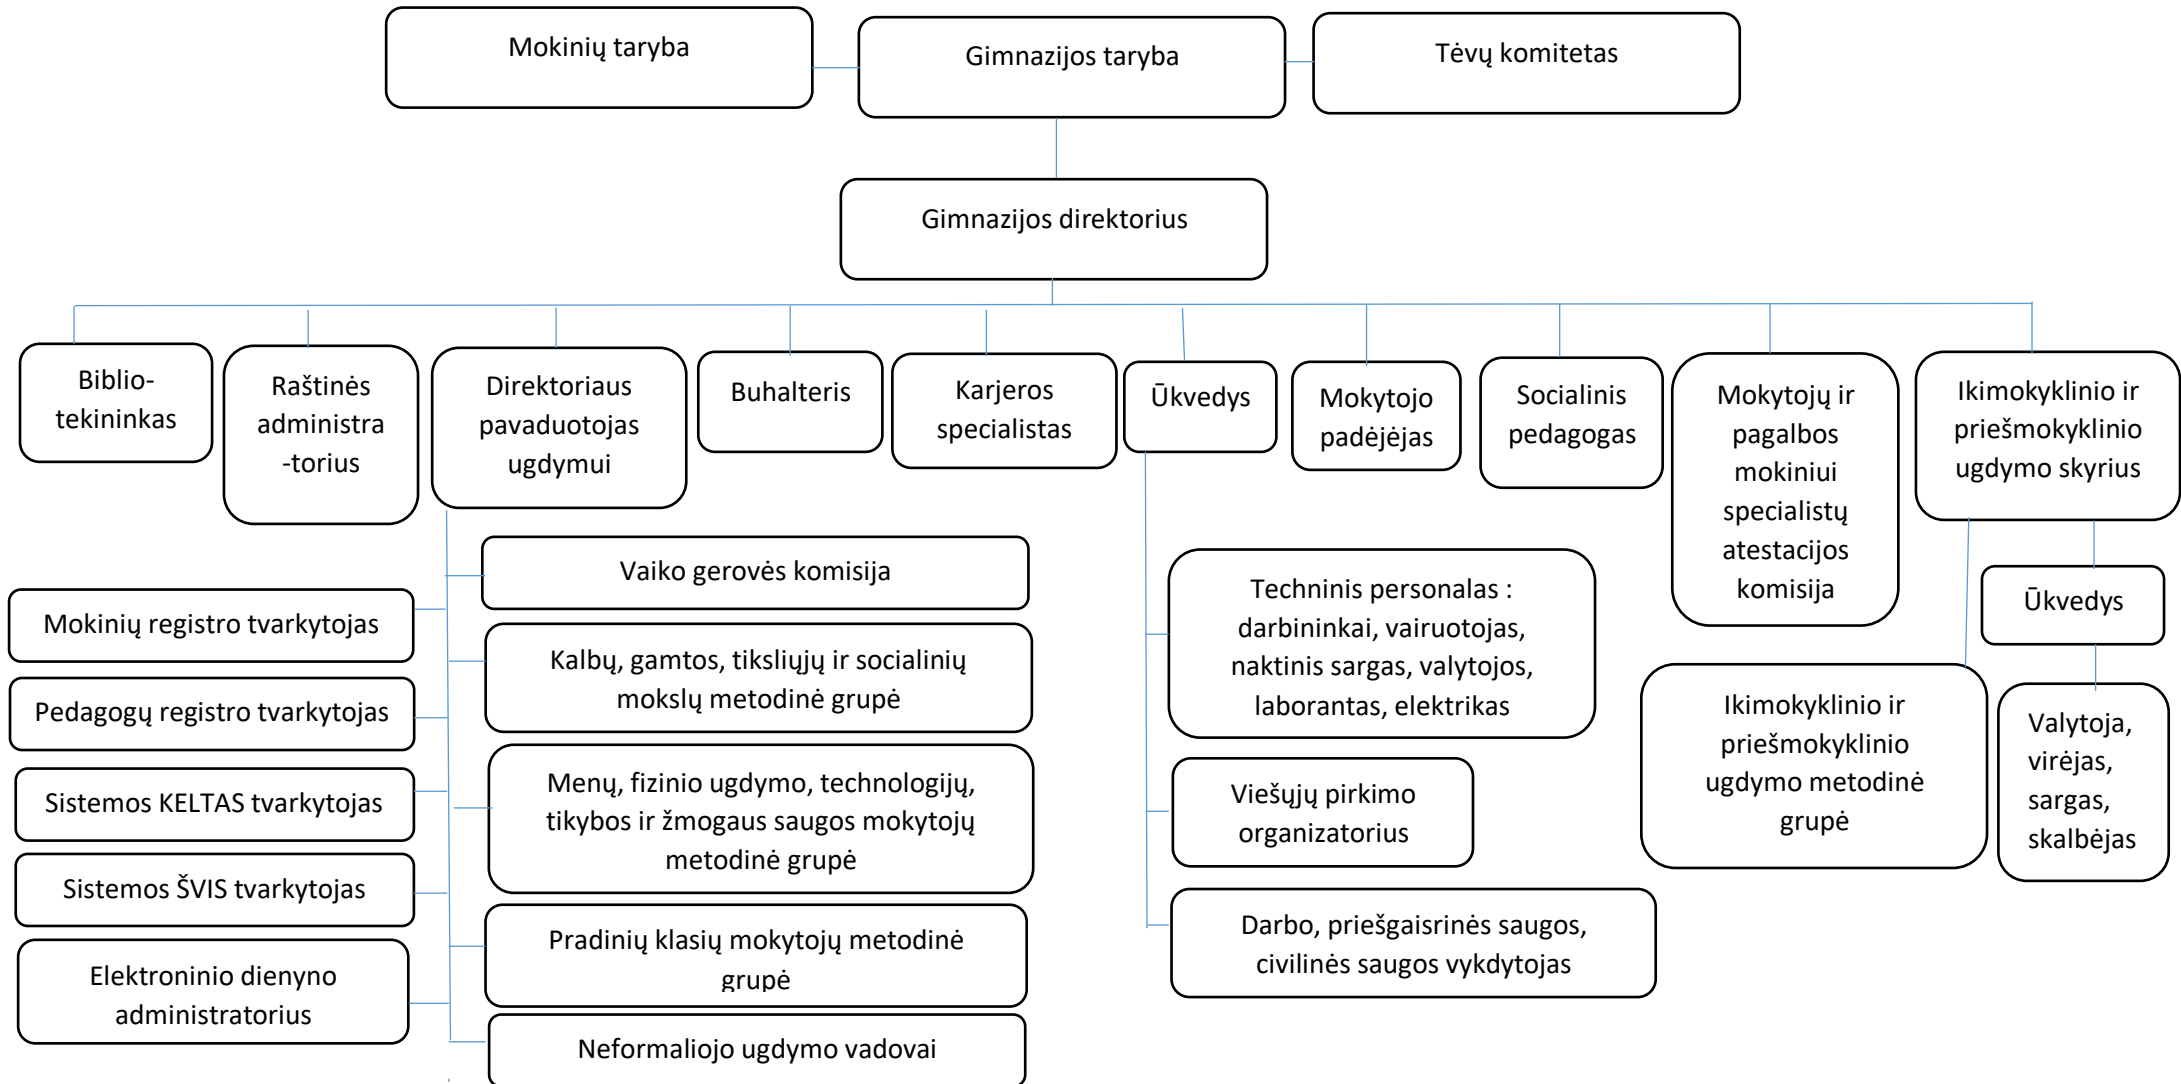 Mokinių taryba
Gimnazijos taryba
Tėvų komitetas
Gimnazijos direktorius
Biblio-
tekininkas
Raštinės
administra
-torius
Direktoriaus
pavaduotojas
ugdymui
Buhalteris
Karjeros
specialistas
Ūkvedys
Mokytojo
padėjėjas
Socialinis
pedagogas
Mokytojų ir
pagalbos
mokiniui
specialistų
atestacijos
komisija
Ikimokyklinio ir
priešmokyklinio
ugdymo skyrius
Mokinių registro tvarkytojas
Pedagogų registro tvarkytojas
Sistemos KELTAS tvarkytojas
Sistemos ŠVIS tvarkytojas
Elektroninio dienyno
administratorius
Vaiko gerovės komisija
Kalbų, gamtos, tiksliųjų ir socialinių
mokslų metodinė grupė
Menų, fizinio ugdymo, technologijų,
tikybos ir žmogaus saugos mokytojų
metodinė grupė
Pradinių klasių mokytojų metodinė
grupė
Neformaliojo ugdymo vadovai
Techninis personalas :
darbininkai, vairuotojas,
naktinis sargas, valytojos,
laborantas, elektrikas
Viešųjų pirkimo
organizatorius
Darbo, priešgaisrinės saugos,
civilinės saugos vykdytojas
Ikimokyklinio ir
priešmokyklinio
ugdymo metodinė
grupė
Ūkvedys
Valytoja,
virėjas,
sargas,
skalbėjas